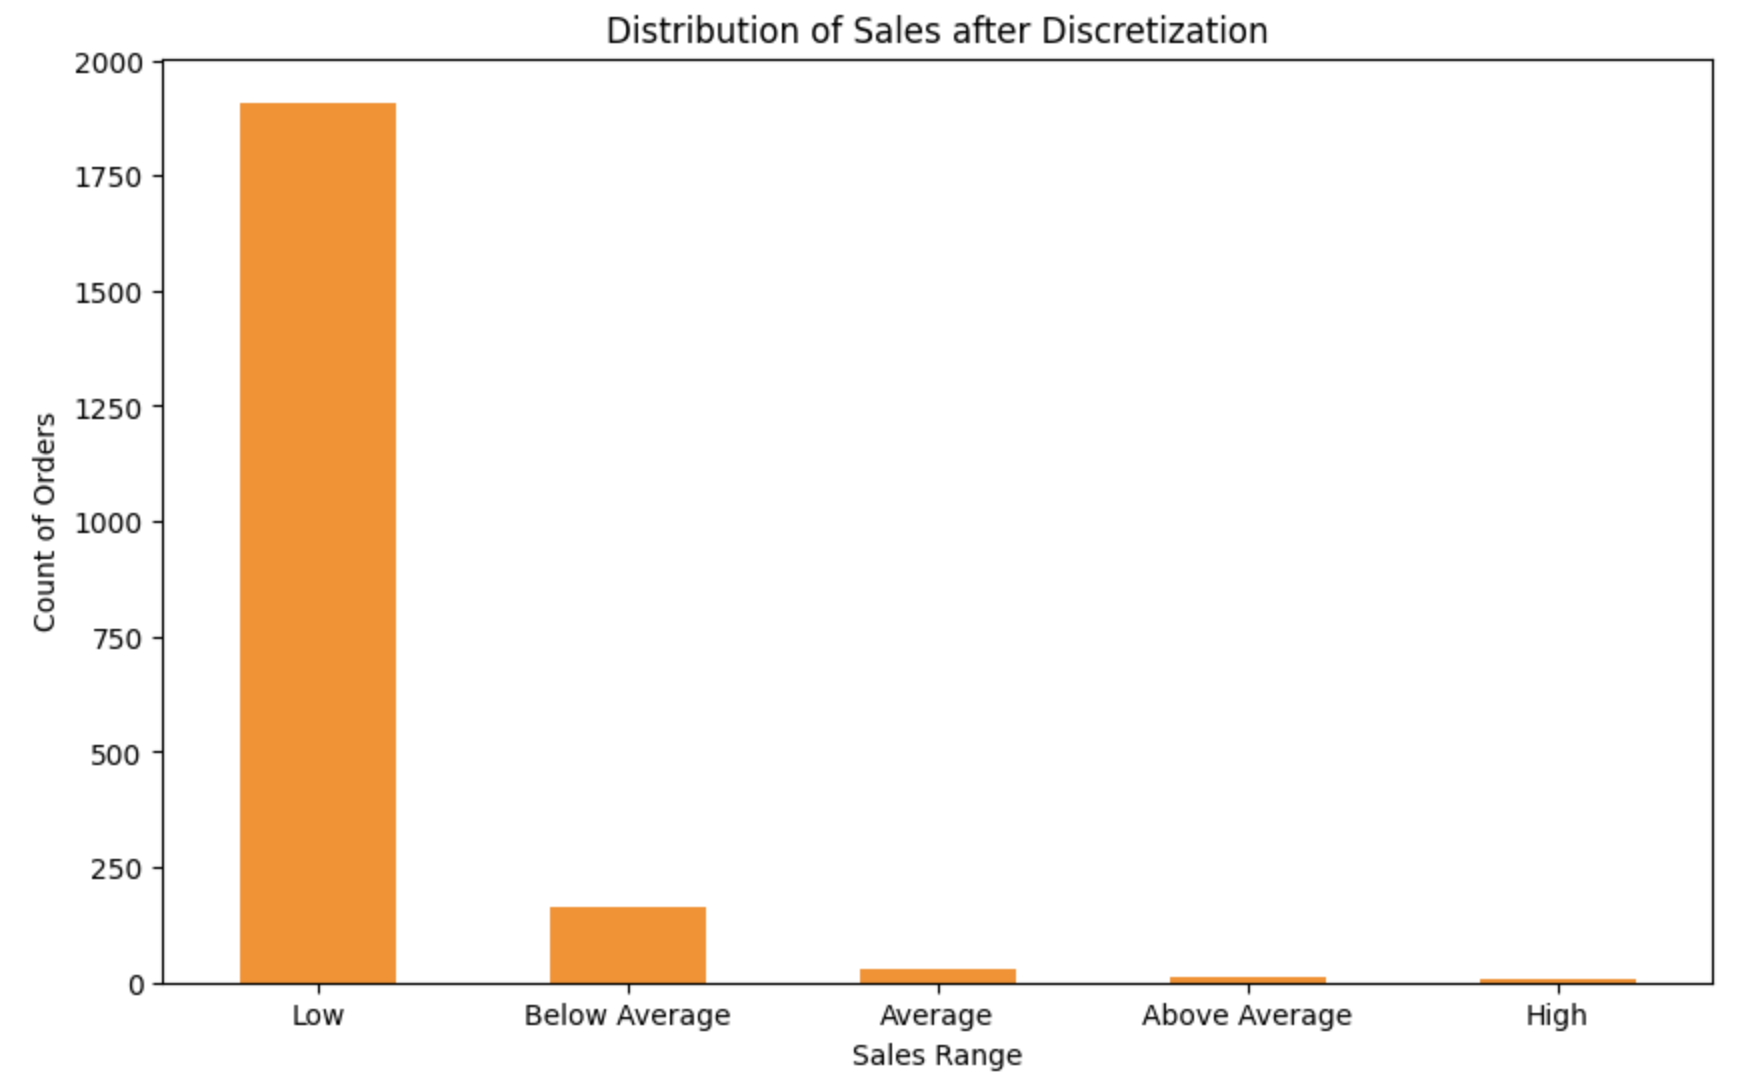 Distribution of Sales after Discretization
2000
1750
1500
1250
1000
750
500
250
0
Count of Orders
Low
Below Average
Average
Above Average
High
Sales Range